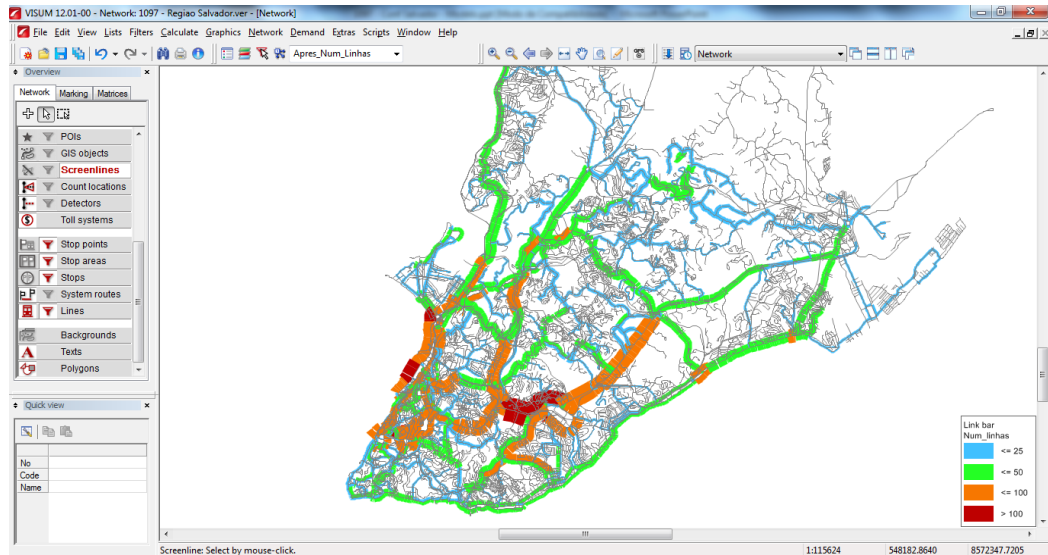 VISUM 12.01-00 - Network: 1097 - Regiao Salvador.ver - [Network]
File Edit View Lists Filters Calculate Graphics Network Demand Extras Scripts Window Help
Apres_Num_Linhas
Network
Overview
Network Marking Matrices
POIs
GIS objects
Screenlines
Count locations
Detectors
Toll systems
Stop points
Stop areas
Stops
System routes
Lines
Backgrounds
Texts
Polygons
Quick view
No
Code
Name
Link bar
Num_linhas
<= 25
<= 50
<= 100
> 100
Screenline: Select by mouse-click.
1:115624
548182.8640
8572347.7205